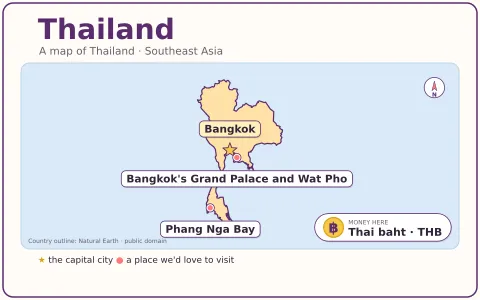 Thailand
A map of Thailand · Southeast Asia
N
Bangkok
Bangkok's Grand Palace and Wat Pho
Phang Nga Bay
฿
MONEY HERE
Thai baht · THB
Country outline: Natural Earth · public domain
★ the capital city ● a place we'd love to visit